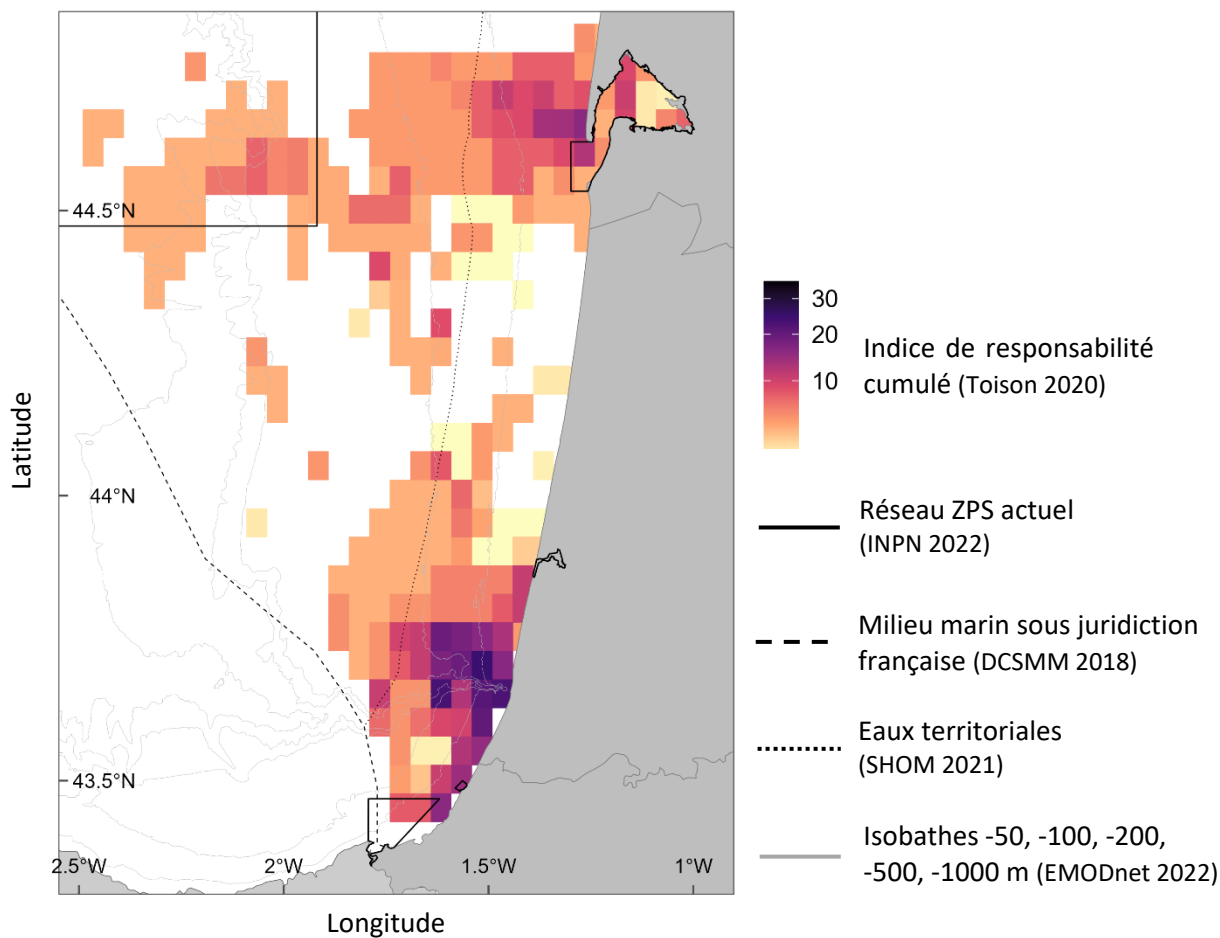 44.5°N
44°N
43.5°N
2.5°W
2°W
1.5°W
1°W
Latitude
Longitude
30
20
10
Indice de responsabilité
cumulé (Toison 2020)
Réseau ZPS actuel
(INPN 2022)
Milieu marin sous juridiction
française (DCSMM 2018)
Eaux territoriales
(SHOM 2021)
Isobathes -50, -100, -200,
-500, -1000 m (EMODnet 2022)